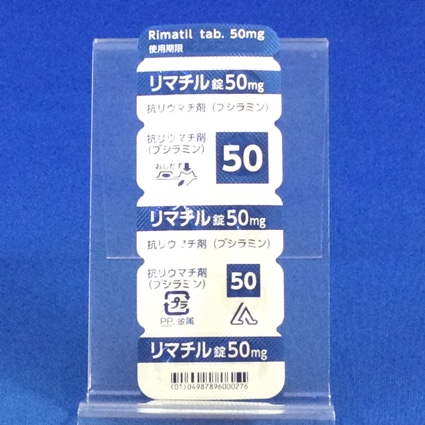 Rimatil tab. 50mg
使用期限
リマチル錠50mg
抗リウマチ剤 (ブシラミン)
抗リウマチ剤
(ブシラミン)
50
おしだす
リマチル錠50mg
抗リウマチ剤 (ブシラミン)
抗リウマチ剤
(ブシラミン)
50
プラ
PP.金属
リマチル錠50mg
(01)04987896000276